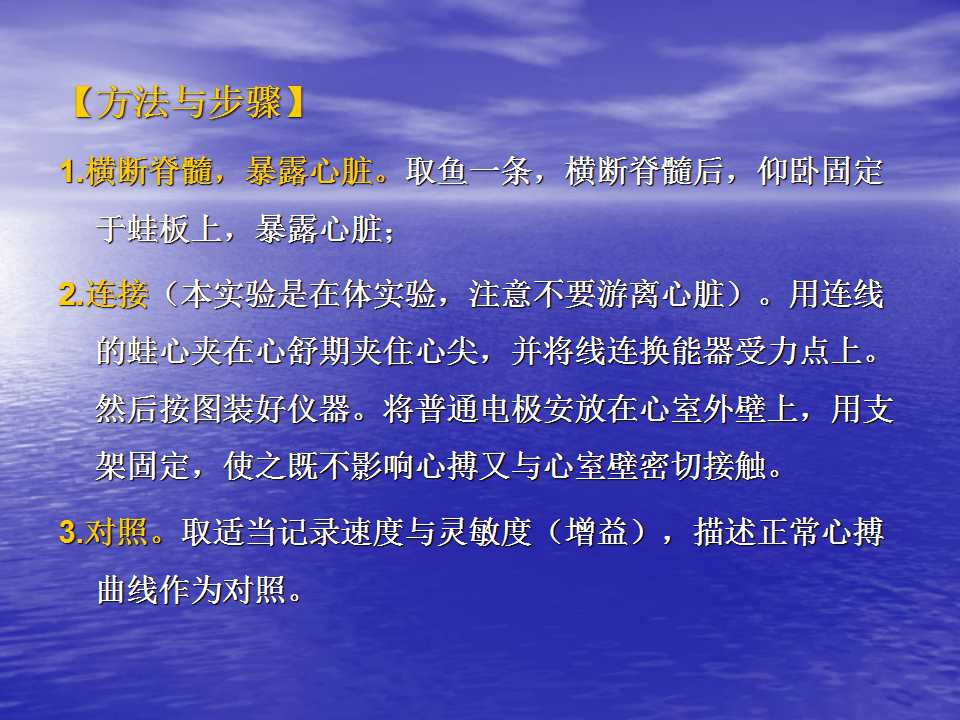 【方法与步骤】
1.横断脊髓，暴露心脏。取鱼一条，横断脊髓后，仰卧固定
于蛙板上，暴露心脏；
2.连接（本实验是在体实验，注意不要游离心脏）。用连线
的蛙心夹在心舒期夹住心尖，并将线连换能器受力点上。
然后按图装好仪器。将普通电极安放在心室外壁上，用支
架固定，使之既不影响心搏又与心室壁密切接触。
3.对照。取适当记录速度与灵敏度（增益），描述正常心搏
曲线作为对照。